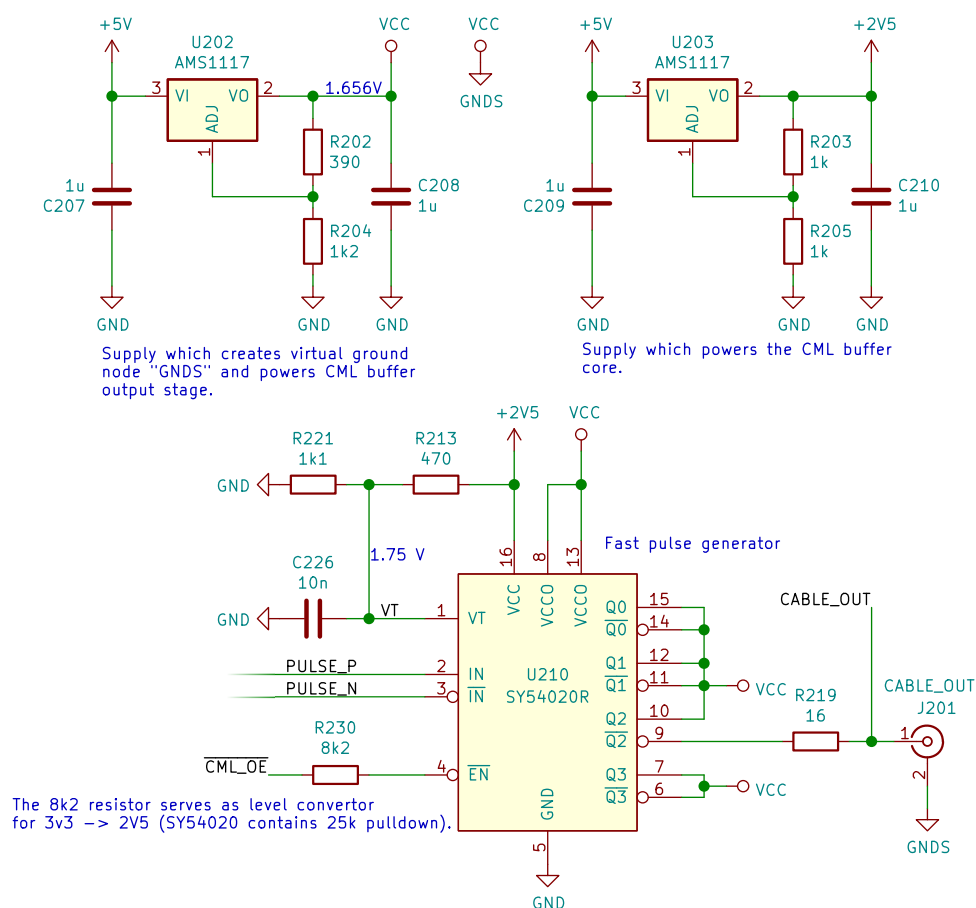 +5V
VCC
VCC
+5V
+2V5
U202
AMS1117
3
VI
VO
2
ADJ
1
1.656V
GNDS
U203
AMS1117
3
VI
VO
2
ADJ
1
R202
390
R203
1k
1u
C207
C208
1u
1u
C209
C210
1u
R204
1k2
R205
1k
GND
GND
GND
GND
GND
GND
Supply which creates virtual ground
node "GNDS" and powers CML buffer
output stage.
Supply which powers the CML buffer
core.
+2V5
VCC
R221
1k1
R213
470
GND
1.75 V
Fast pulse generator
16
8
13
VCC
VCCO
VCCO
C226
10n
GND
VT
1
VT
PULSE_P
2
IN
PULSE_N
3
IN
R230
8k2
CML_OE
4
EN
U210
SY54020R
Q0
15
Q0
14
Q1
12
Q1
11
Q2
10
Q2
9
Q3
7
Q3
6
GND
5
GND
VCC
VCC
CABLE_OUT
R219
16
CABLE_OUT
J201
1
2
GNDS
The 8k2 resistor serves as level convertor
for 3v3 -> 2V5 (SY54020 contains 25k pulldown).